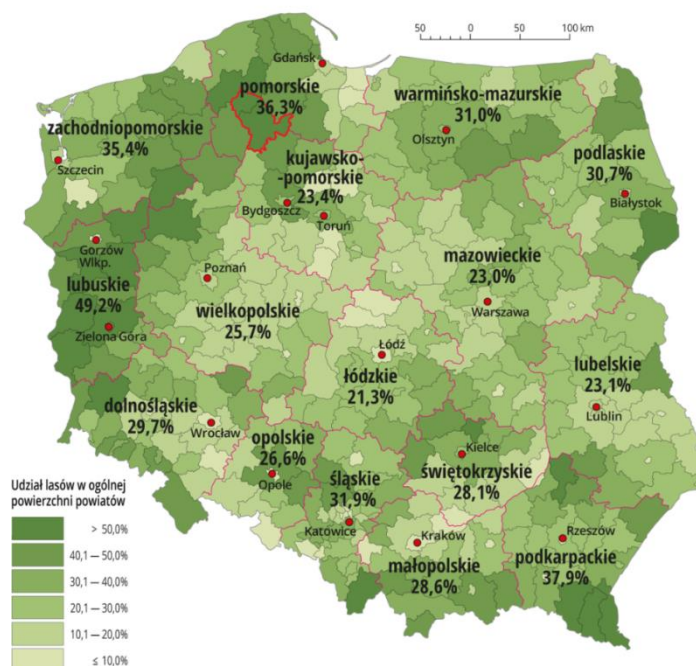 50 0 100 km
Gdańsk
pomorskie
36,3%
warmińsko-mazurskie
31,0%
Olsztyn
zachodniopomorskie
35,4%
Szczecin
kujawsko-
-pomorskie
23,4%
Bydgoszcz
Toruń
podlaskie
30,7%
Białystok
Gorzów
Wlkp.
lubuskie
49,2%
Zielona Góra
Poznań
wielkopolskie
25,7%
mazowieckie
23,0%
Warszawa
Łódź
łódzkie
21,3%
lubelskie
23,1%
Lublin
dolnośląskie
29,7%
Wrocław
opolskie
26,6%
Opole
śląskie
31,9%
Katowice
Kielce
świętokrzyskie
28,1%
Kraków
małopolskie
28,6%
Rzeszów
podkarpackie
37,9%
Udział lasów w ogólnej
powierzchni powiatów
> 50,0%
40,1 — 50,0%
30,1 — 40,0%
20,1 — 30,0%
10,1 — 20,0%
≤ 10,0%